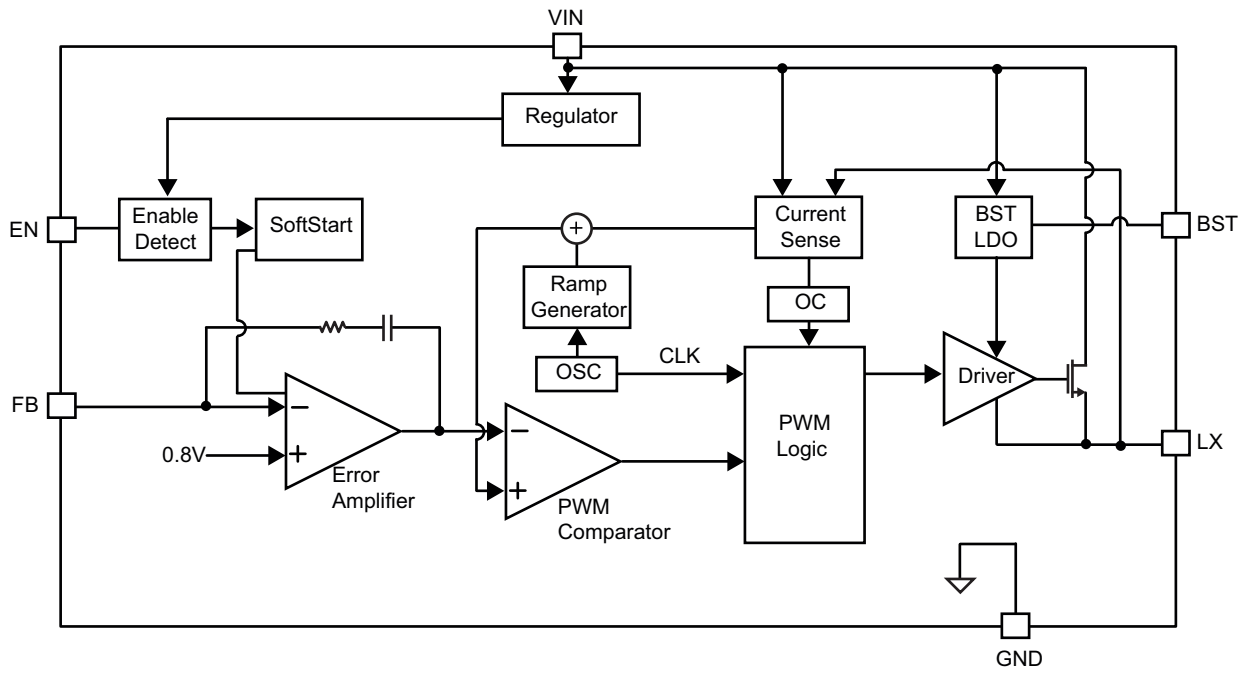 VIN
Regulator
EN
Enable
Detect
SoftStart
+
Current
Sense
BST
LDO
BST
Ramp
Generator
OC
OSC
CLK
Driver
FB
−
0.8V
+
Error
Amplifier
−
+
PWM
Comparator
PWM
Logic
LX
GND